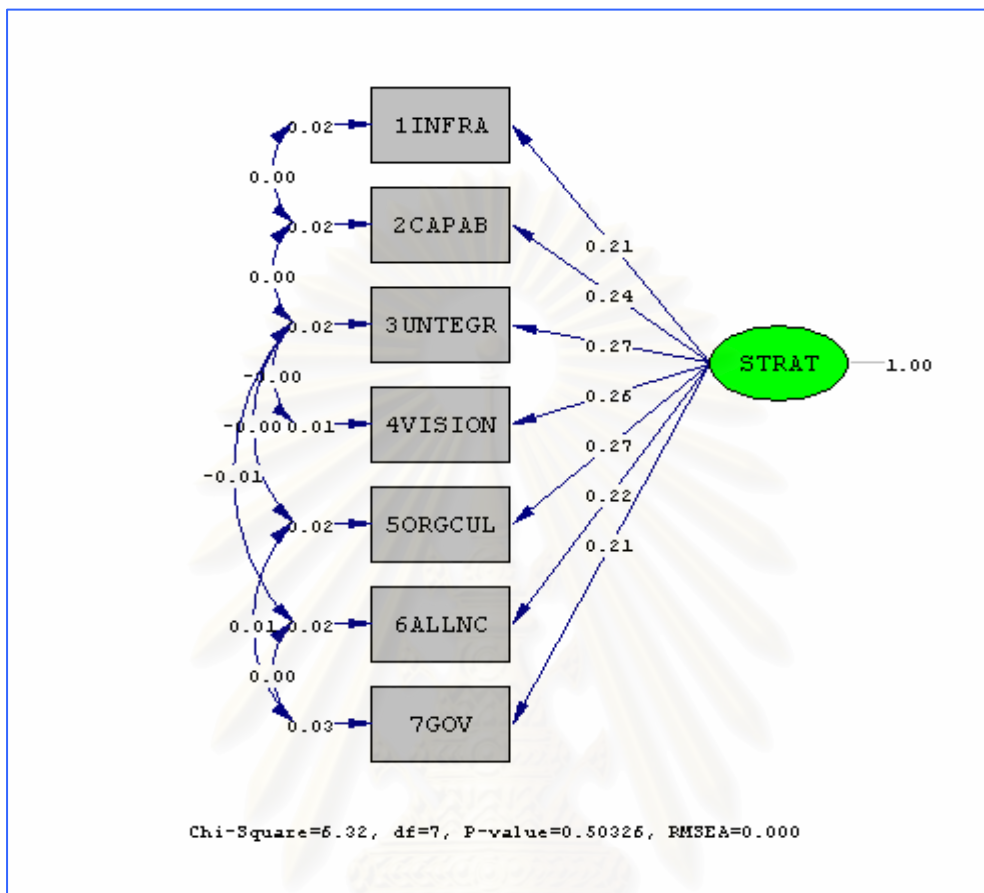 0.02 1INFRA
0.00
0.02 2CAPAB
0.21
0.00
0.24
0.02 3UNTEGR
0.27
STRAT 1.00
-0.00
0.26
-0.00 0.01 4VISION
0.27
-0.01
0.22
0.02 5ORGCUL
0.21
0.01 0.02 6ALLNC
0.00
0.03 7GOV
Chi-Square=6.32, df=7, P-value=0.50326, RMSEA=0.000